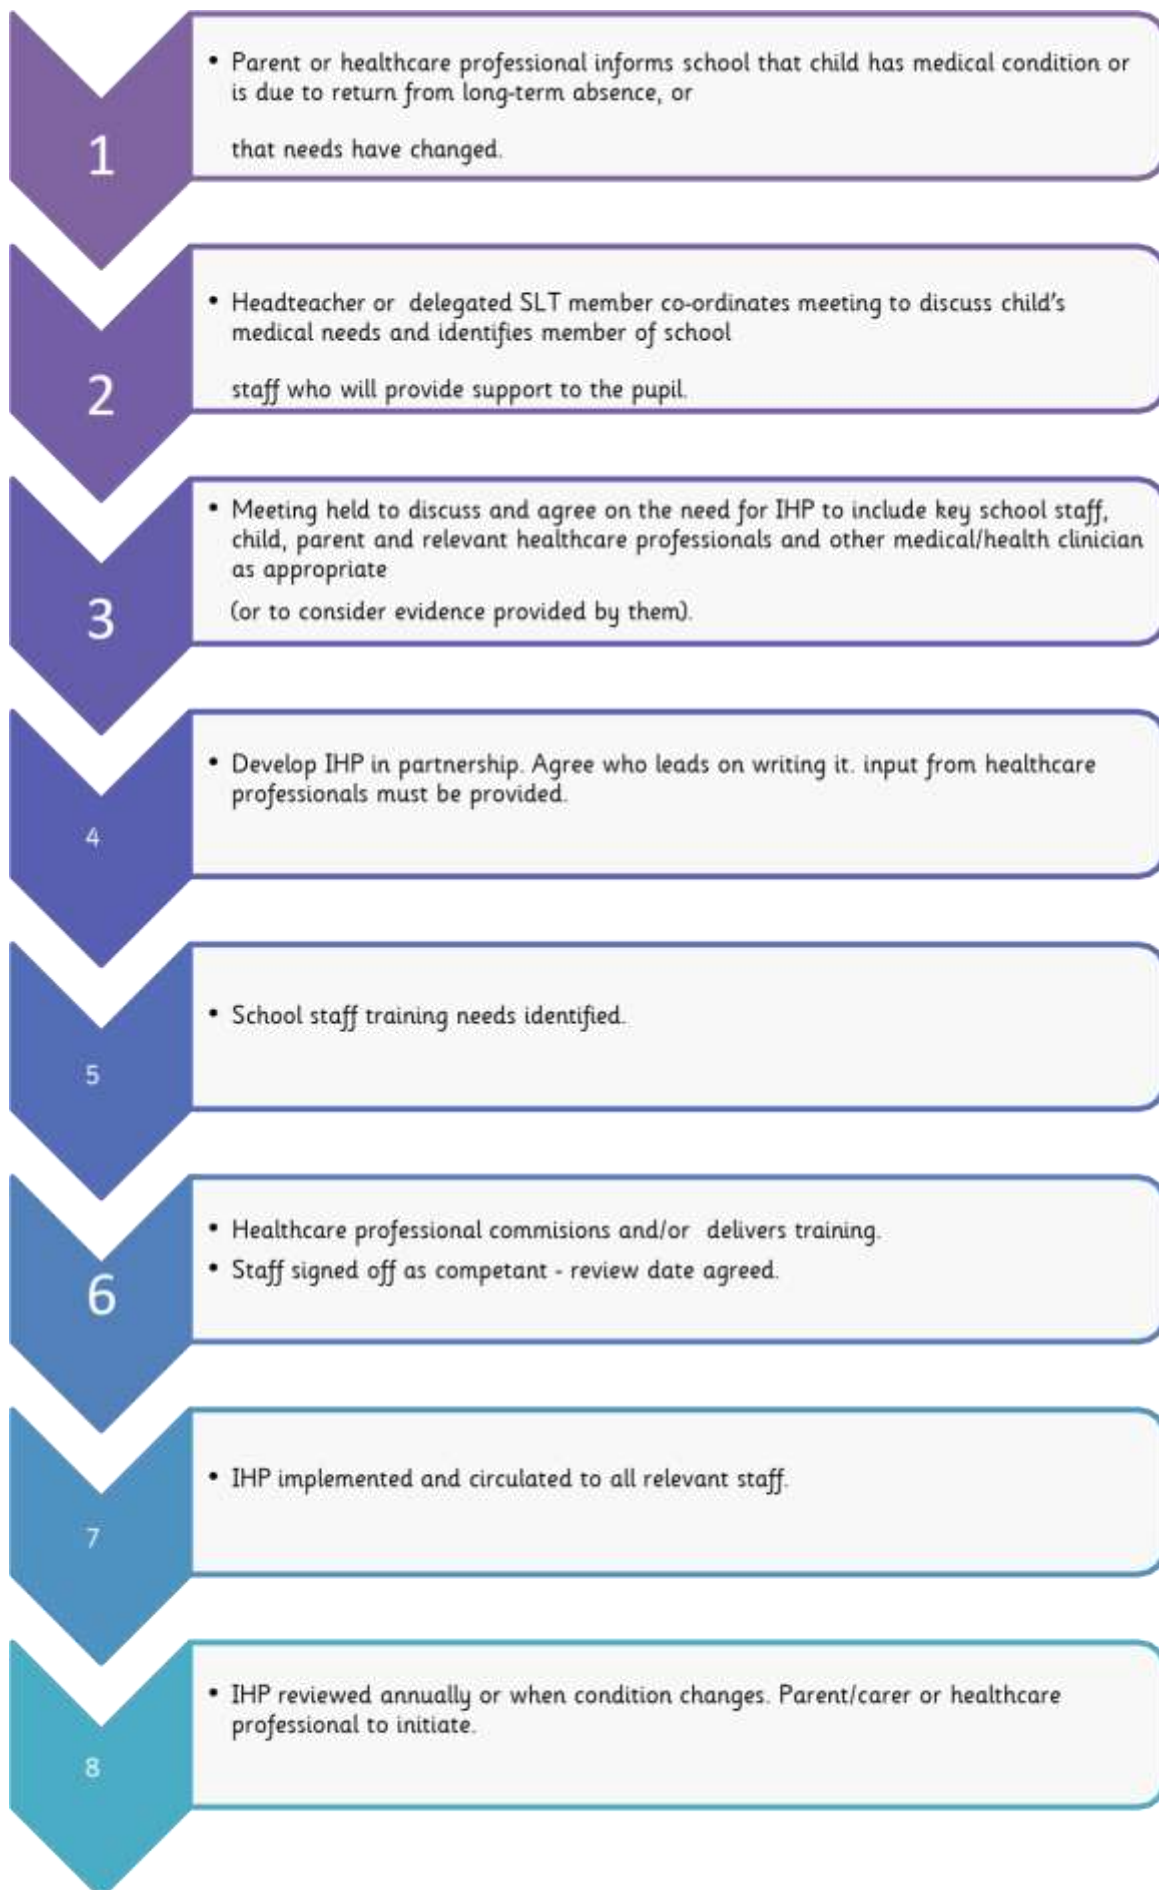 1
• Parent or healthcare professional informs school that child has medical condition or
is due to return from long-term absence, or
that needs have changed.
2
• Headteacher or  delegated SLT member co-ordinates meeting to discuss child's
medical needs and identifies member of school
staff who will provide support to the pupil.
3
• Meeting held to discuss and agree on the need for IHP to include key school staff,
child, parent and relevant healthcare professionals and other medical/health clinician
as appropriate
(or to consider evidence provided by them).
4
• Develop IHP in partnership. Agree who leads on writing it. input from healthcare
professionals must be provided.
5
• School staff training needs identified.
6
• Healthcare professional commisions and/or  delivers training.
• Staff signed off as competant - review date agreed.
7
• IHP implemented and circulated to all relevant staff.
8
• IHP reviewed annually or when condition changes. Parent/carer or healthcare
professional to initiate.